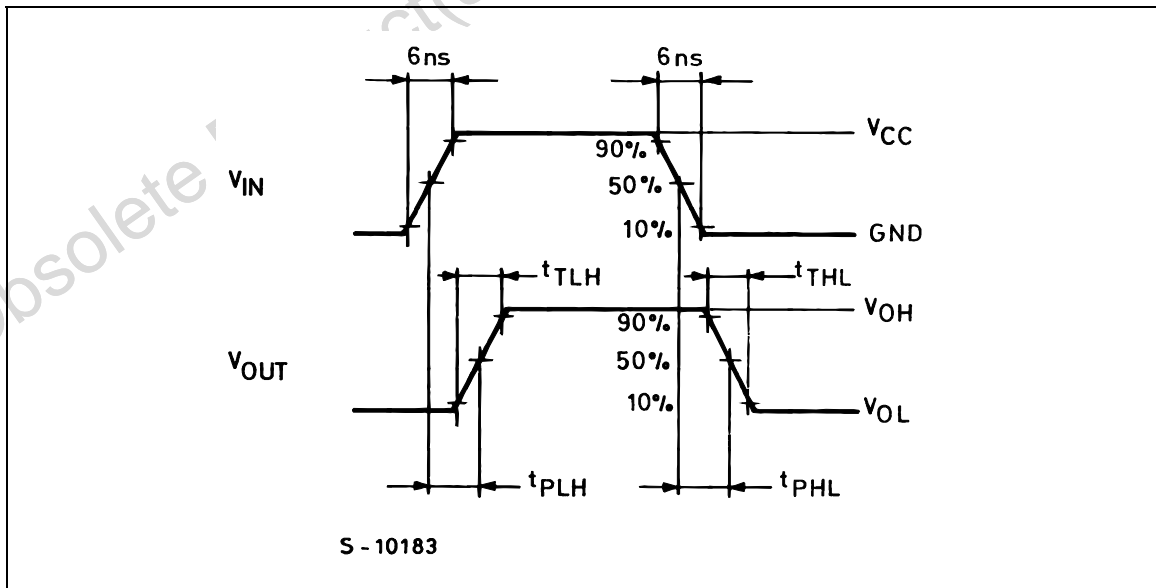 6ns 6ns
VCC
90%
VIN
50%
10%
GND
tTLH tTHL
VOH
90%
VOUT
50%
10%
VOL
tPLH tPHL
S - 10183
obsolete